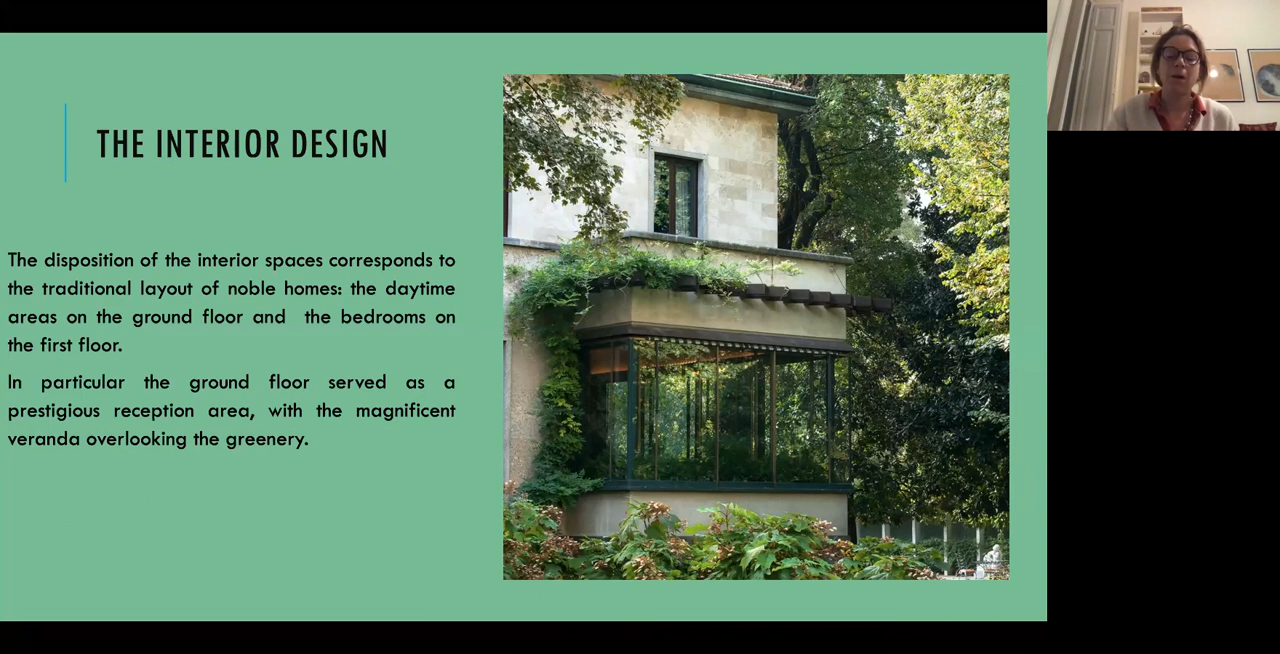 THE INTERIOR DESIGN
The disposition of the interior spaces corresponds to
the traditional layout of noble homes: the daytime
areas on the ground floor and the bedrooms on
the first floor.
In particular the ground floor served as a
prestigious reception area, with the magnificent
veranda overlooking the greenery.